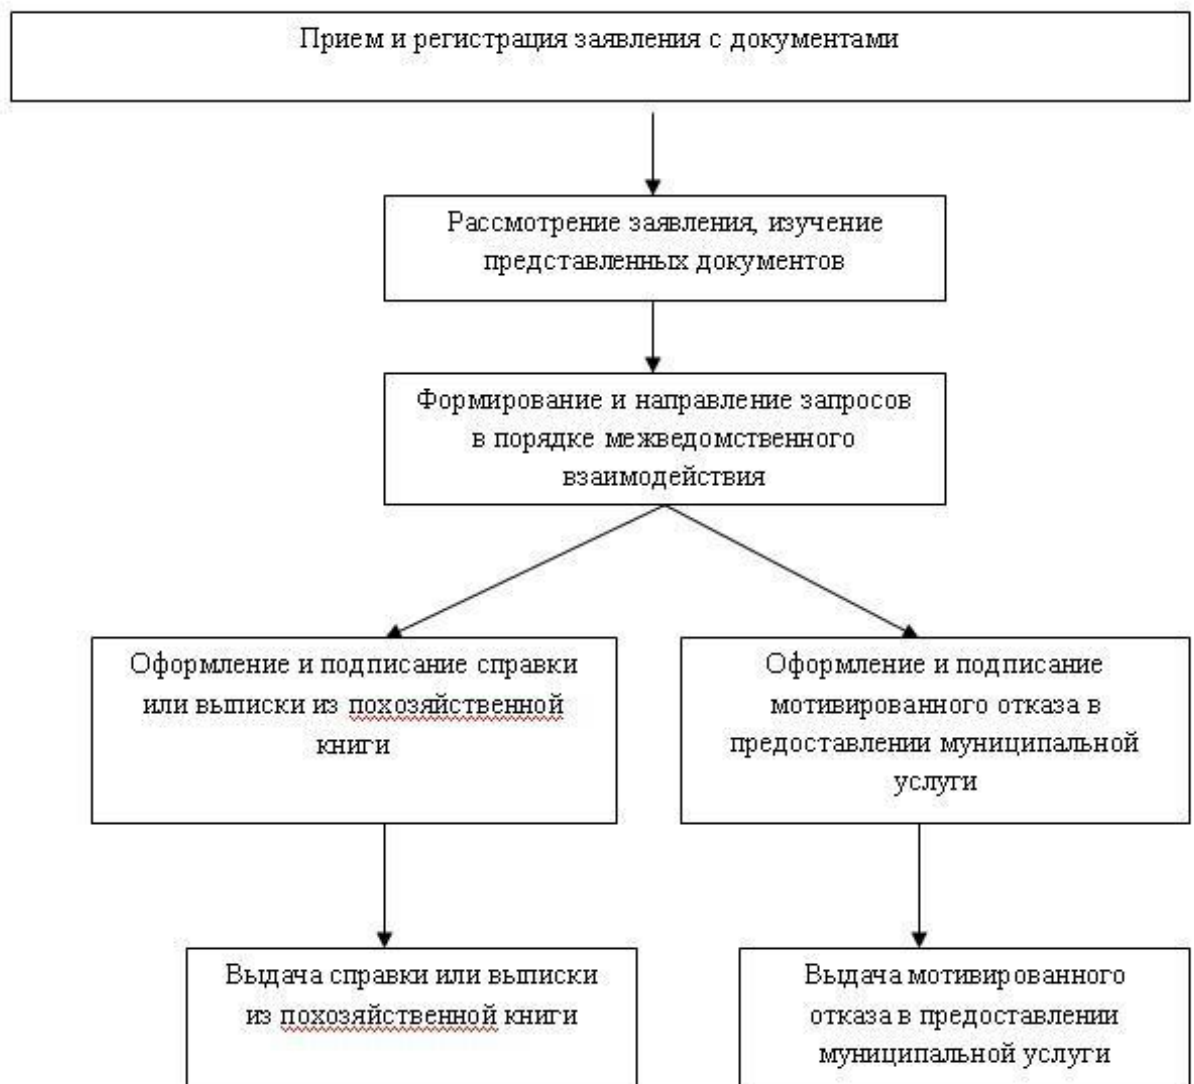 Прием и регистрация заявления с документами
Рассмотрение заявления, изучение
представленных документов
Формирование и направление запросов
в порядке межведомственного
взаимодействия
Оформление и подписание справки
или выписки из похозяйственной
книги
Оформление и подписание
мотивированного отказа в
предоставлении муниципальной
услуги
Выдача справки или выписки
из похозяйственной книги
Выдача мотивированного
отказа в предоставлении
муниципальной услуги